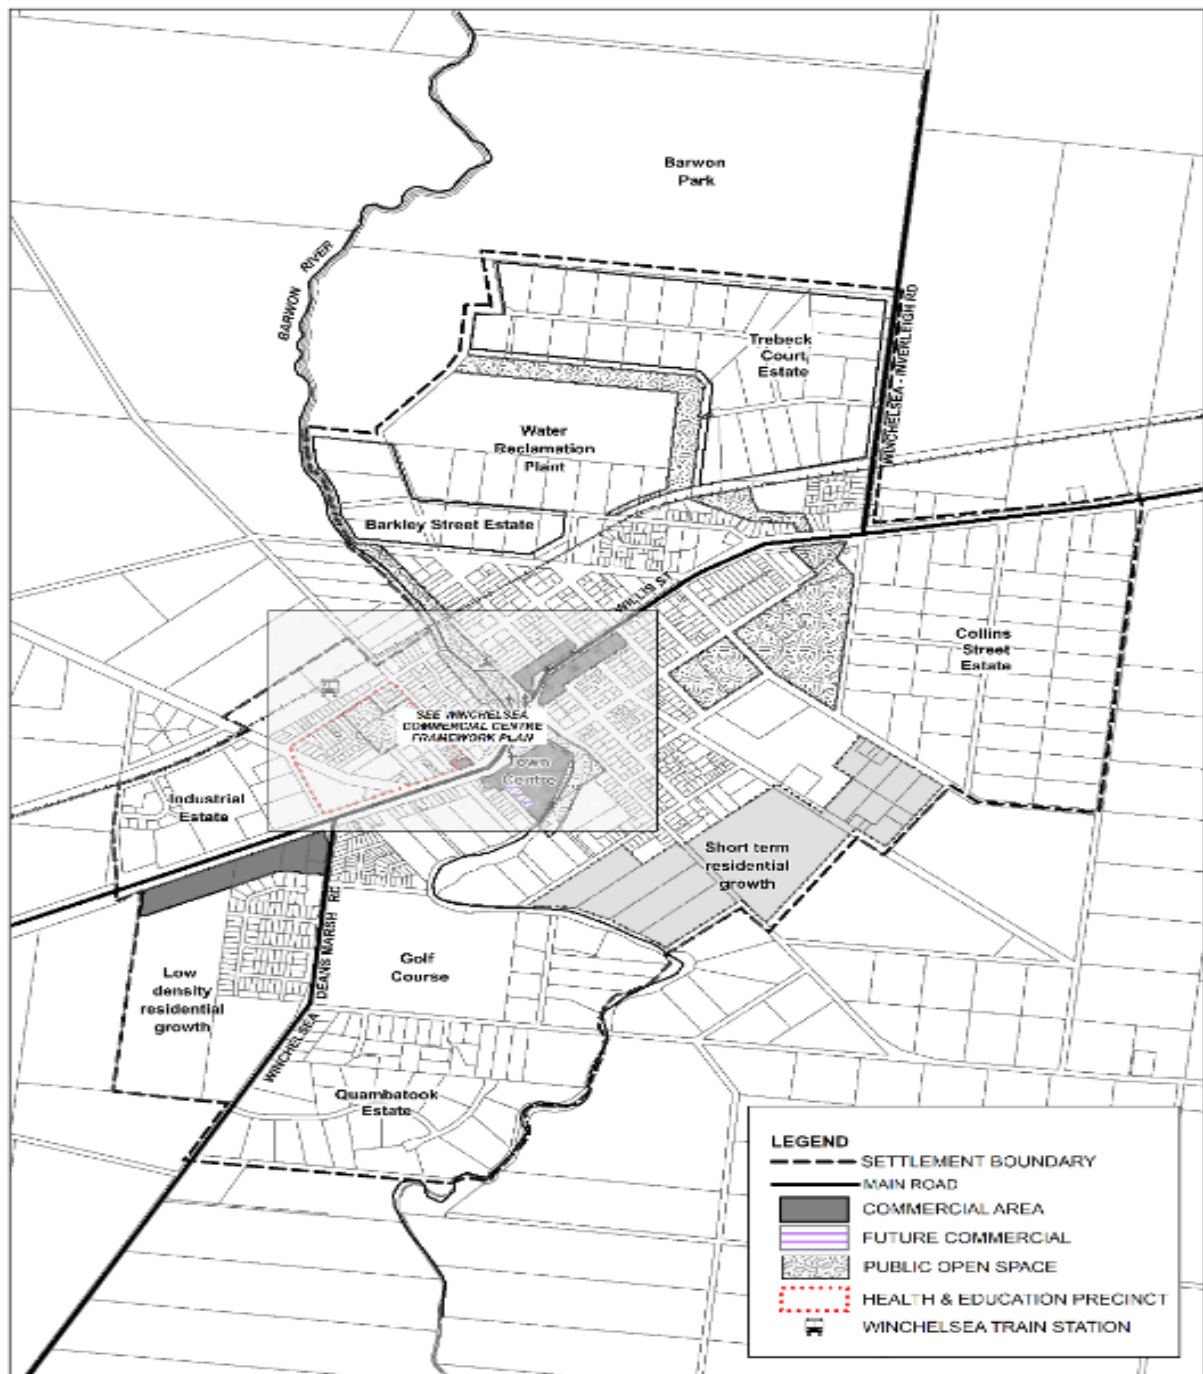 Barwon
Park
BARWON RIVER
WINCHELSEA - INVERLEIGH RD
Trebeck
Court
Estate
Water
Reclamation
Plant
Barkley Street Estate
WILLIS ST
Collins
Street
Estate
SEE WINCHELSEA
COMMERCIAL CENTRE
FRAMEWORK PLAN
Town
Centre
Industrial
Estate
Short term
residential
growth
WINCHELSEA DEANS MARSH RD
Golf
Course
Low
density
residential
growth
Quambatook
Estate
LEGEND
SETTLEMENT BOUNDARY
MAIN ROAD
COMMERCIAL AREA
FUTURE COMMERCIAL
PUBLIC OPEN SPACE
HEALTH & EDUCATION PRECINCT
WINCHELSEA TRAIN STATION